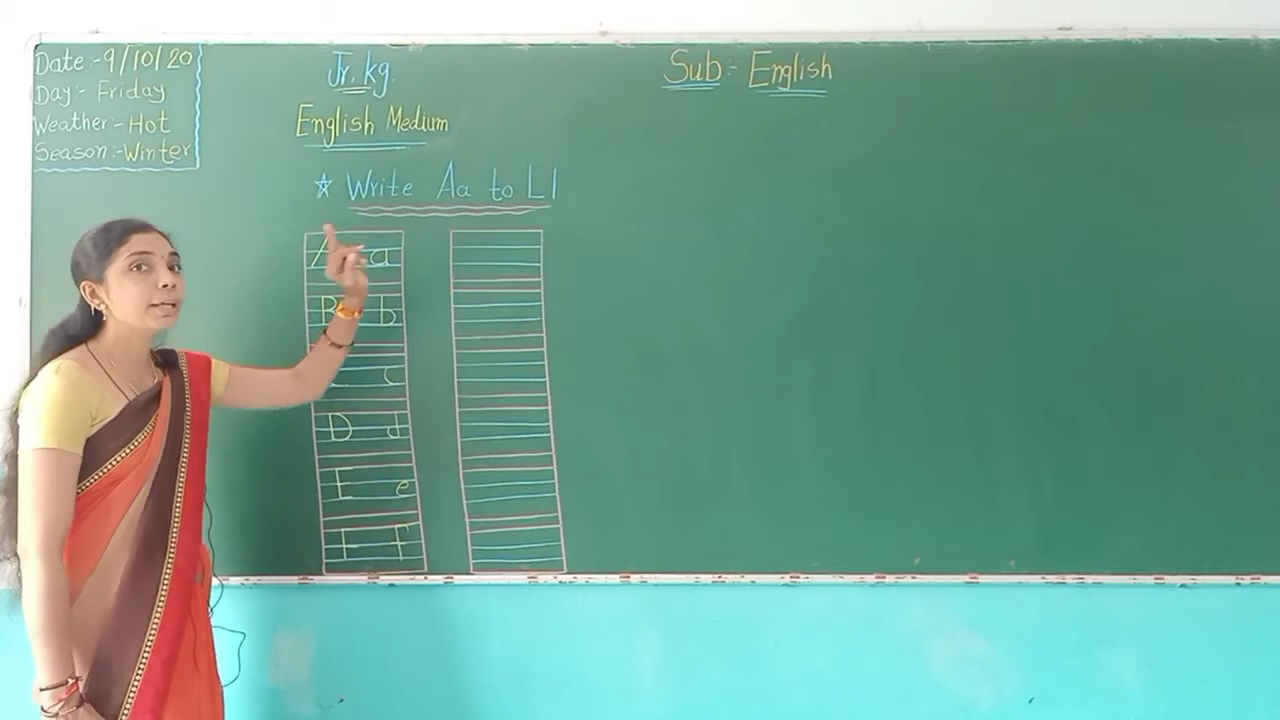 Date :- 9/10/20
Day:- Friday
Weather:- Hot
Season:- Winter
Jr. kg.
English Medium
Sub:- English
☆ Write Aa to Ll
A a
B b
c
D d
E e
F f